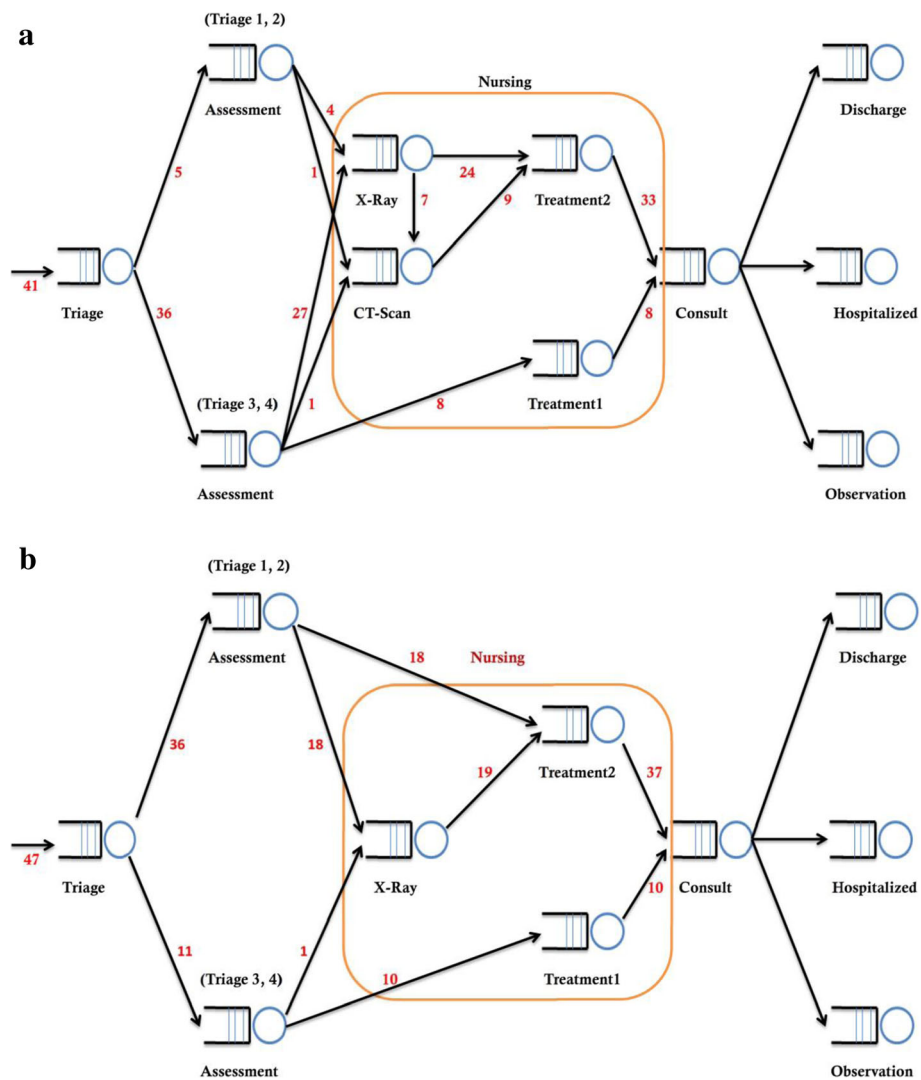 a
(Triage 1, 2)
Assessment
Nursing
Discharge
4
5
1
X-Ray
24
7
9
Treatment2
33
41
Triage
36
27
CT-Scan
8
Consult
Hospitalized
(Triage 3, 4)
1
8
Treatment1
Assessment
Observation
b
(Triage 1, 2)
Assessment
18
Nursing
Discharge
36
18
19
Treatment2
37
47
Triage
X-Ray
10
Consult
Hospitalized
11
1
(Triage 3, 4)
10
Treatment1
Assessment
Observation